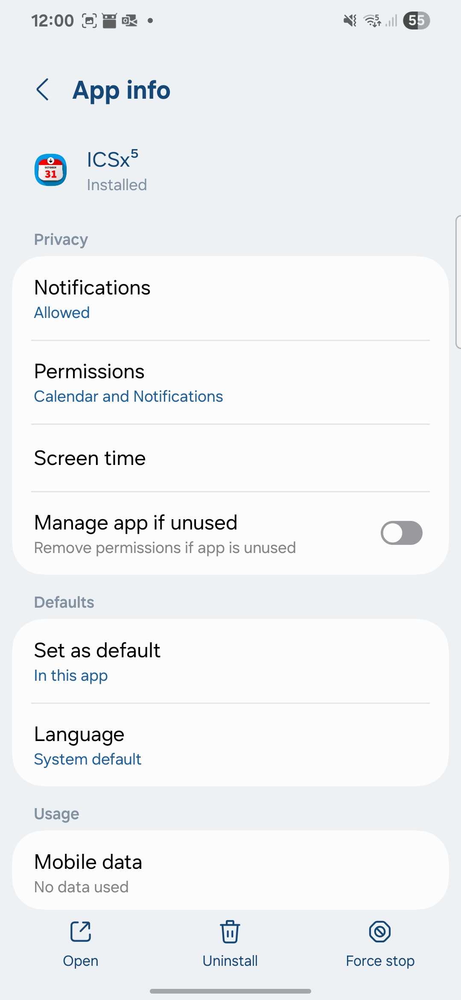 12:00
5
55
App info
OCTOBER
31
ICSx⁵
Installed
Privacy
Notifications
Allowed
Permissions
Calendar and Notifications
Screen time
Manage app if unused
Remove permissions if app is unused
Defaults
Set as default
In this app
Language
System default
Usage
Mobile data
No data used
Open
Uninstall
Force stop